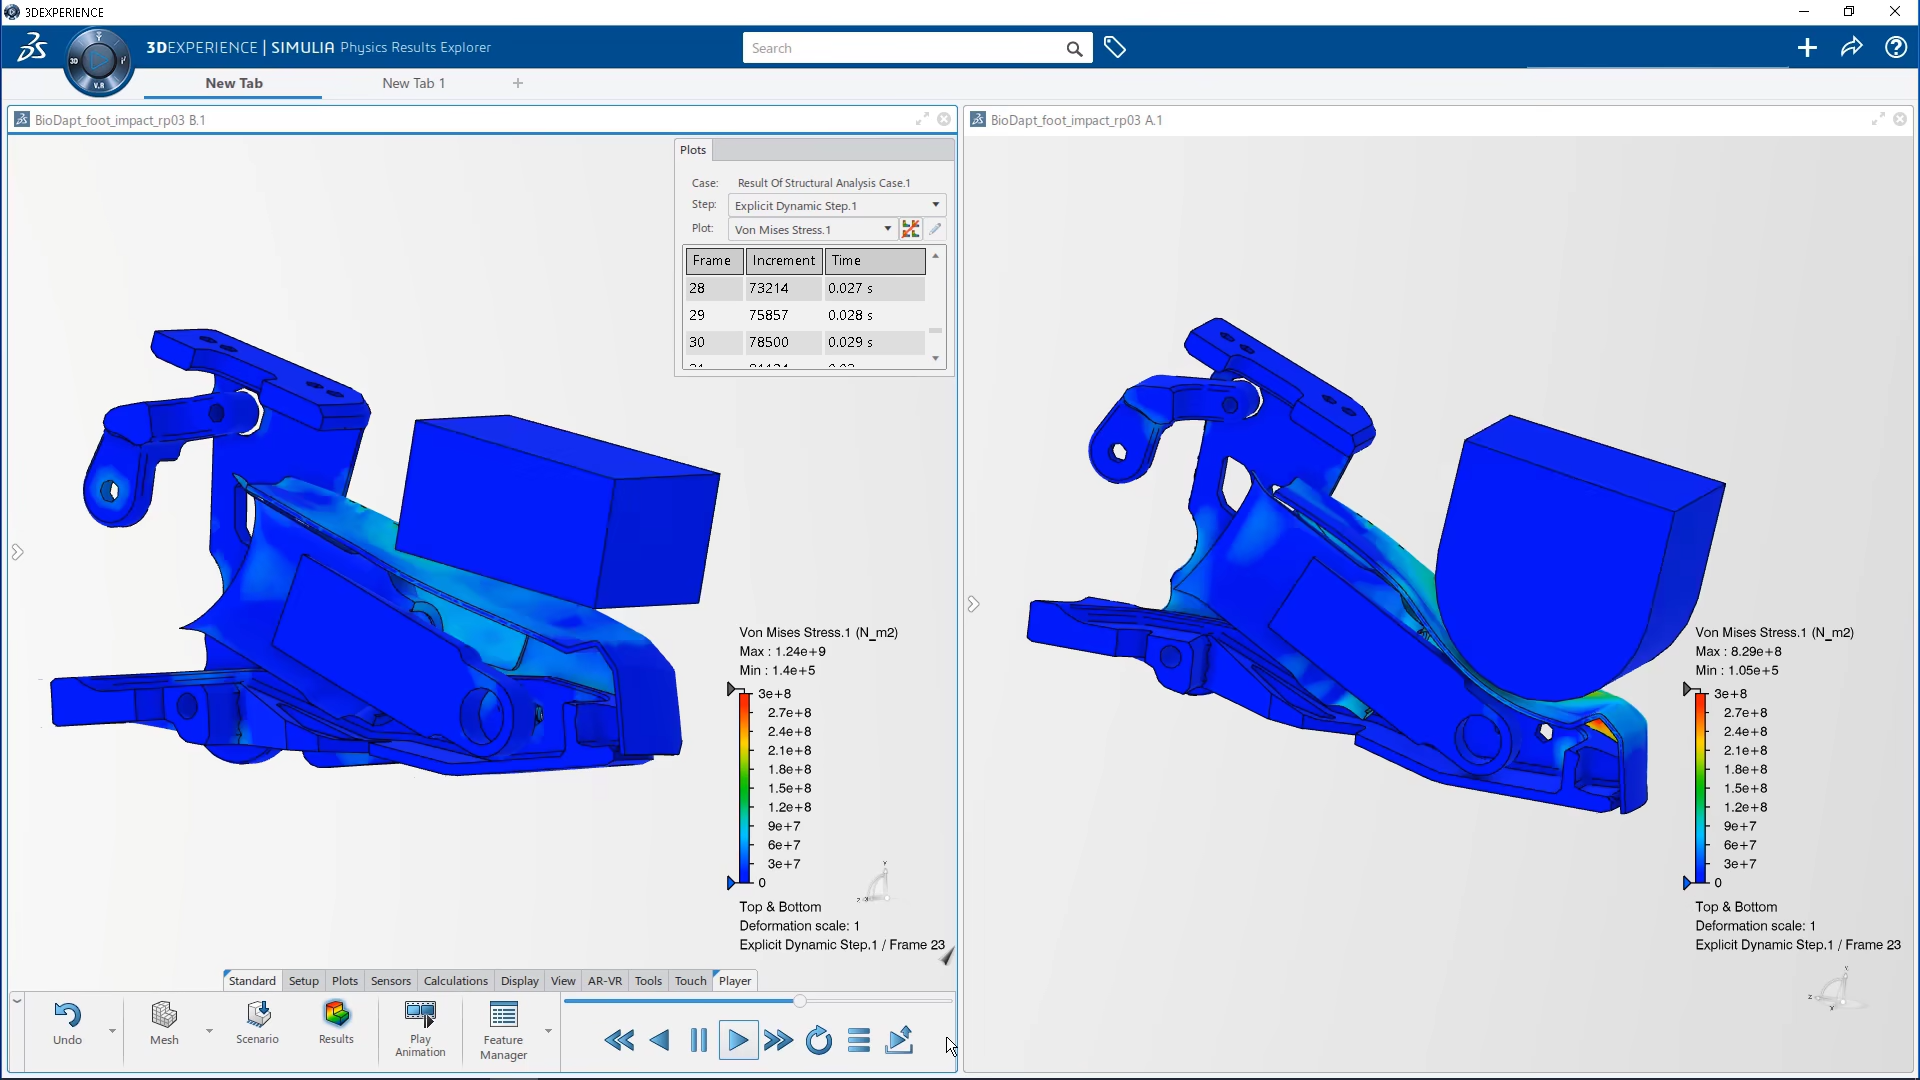 3DEXPERIENCE
3DEXPERIENCE | SIMULIA Physics Results Explorer
Search
3D
V.R
New Tab
New Tab 1
BioDapt_foot_impact_rp03 B.1
Plots
Case: Result Of Structural Analysis Case.1
Step: Explicit Dynamic Step.1
Plot: Von Mises Stress.1
Frame Increment Time
28 73214 0.027 s
29 75857 0.028 s
30 78500 0.029 s
Von Mises Stress.1 (N_m2)
Max : 1.24e+9
Min : 1.4e+5
3e+8
2.7e+8
2.4e+8
2.1e+8
1.8e+8
1.5e+8
1.2e+8
9e+7
6e+7
3e+7
0
Top & Bottom
Deformation scale: 1
Explicit Dynamic Step.1 / Frame 23
BioDapt_foot_impact_rp03 A.1
Von Mises Stress.1 (N_m2)
Max : 8.29e+8
Min : 1.05e+5
3e+8
2.7e+8
2.4e+8
2.1e+8
1.8e+8
1.5e+8
1.2e+8
9e+7
6e+7
3e+7
0
Top & Bottom
Deformation scale: 1
Explicit Dynamic Step.1 / Frame 23
Standard Setup Plots Sensors Calculations Display View AR-VR Tools Touch Player
Undo
Mesh
Scenario
Results
Play
Animation
Feature
Manager